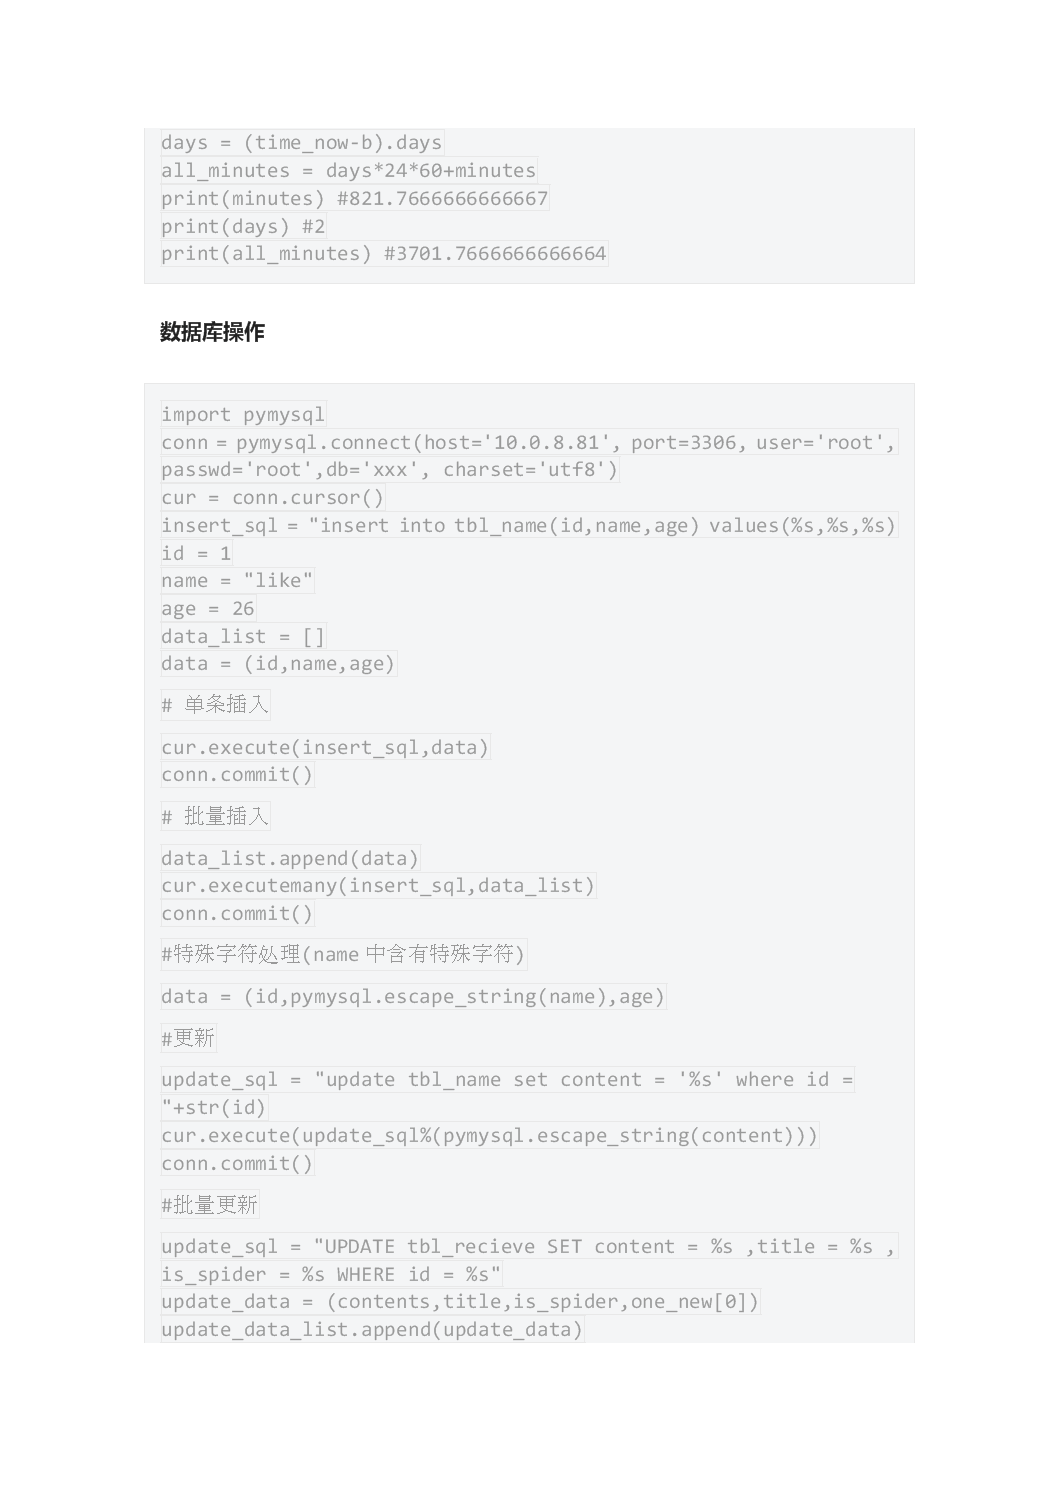 days = (time_now-b).days
all_minutes = days*24*60+minutes
print(minutes) #821.7666666666667
print(days) #2
print(all_minutes) #3701.7666666666664
数据库操作
import pymysql
conn = pymysql.connect(host='10.0.8.81', port=3306, user='root',
passwd='root',db='xxx', charset='utf8')
cur = conn.cursor()
insert_sql = "insert into tbl_name(id,name,age) values(%s,%s,%s)
id = 1
name = "like"
age = 26
data_list = []
data = (id,name,age)
# 单条插入
cur.execute(insert_sql,data)
conn.commit()
# 批量插入
data_list.append(data)
cur.executemany(insert_sql,data_list)
conn.commit()
#特殊字符处理(name 中含有特殊字符)
data = (id,pymysql.escape_string(name),age)
#更新
update_sql = "update tbl_name set content = '%s' where id =
"+str(id)
cur.execute(update_sql%(pymysql.escape_string(content)))
conn.commit()
#批量更新
update_sql = "UPDATE tbl_recieve SET content = %s ,title = %s ,
is_spider = %s WHERE id = %s"
update_data = (contents,title,is_spider,one_new[0])
update_data_list.append(update_data)